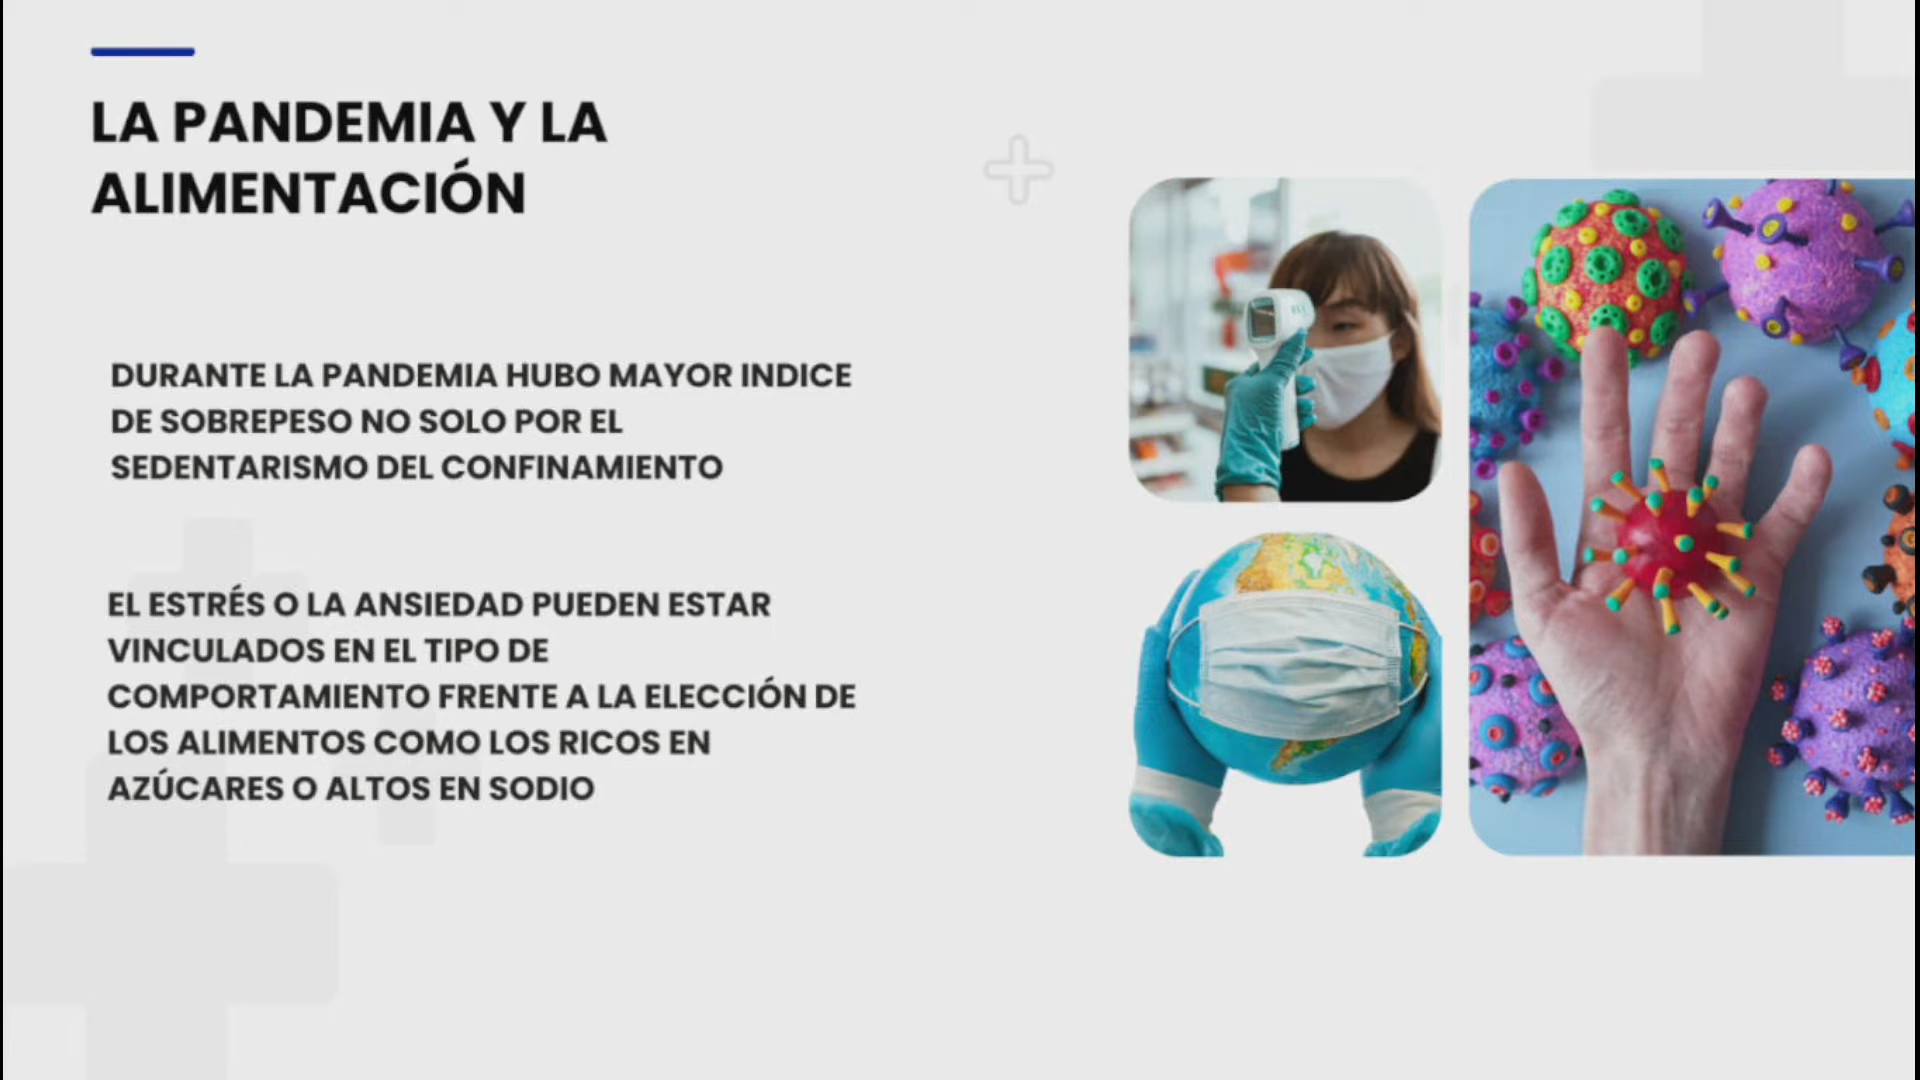 LA PANDEMIA Y LA
ALIMENTACIÓN
DURANTE LA PANDEMIA HUBO MAYOR INDICE
DE SOBREPESO NO SOLO POR EL
SEDENTARISMO DEL CONFINAMIENTO
EL ESTRÉS O LA ANSIEDAD PUEDEN ESTAR
VINCULADOS EN EL TIPO DE
COMPORTAMIENTO FRENTE A LA ELECCIÓN DE
LOS ALIMENTOS COMO LOS RICOS EN
AZÚCARES O ALTOS EN SODIO